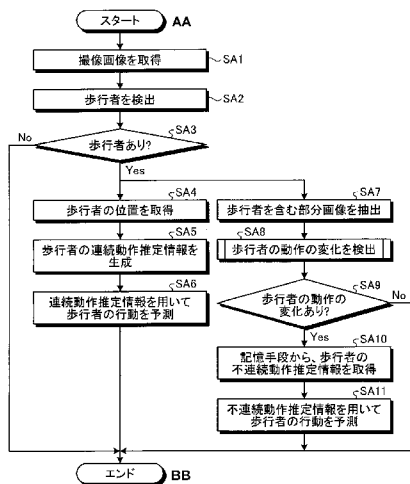 スタート AA
撮像画像を取得 SA1
歩行者を検出 SA2
歩行者あり? SA3
No
Yes
歩行者の位置を取得 SA4
歩行者の連続動作推定情報を
生成 SA5
連続動作推定情報を用いて
歩行者の行動を予測 SA6
歩行者を含む部分画像を抽出 SA7
歩行者の動作の変化を検出 SA8
歩行者の動作の
変化あり? SA9
No
Yes
記憶手段から、歩行者の
不連続動作推定情報を取得 SA10
不連続動作推定情報を用いて
歩行者の行動を予測 SA11
エンド BB